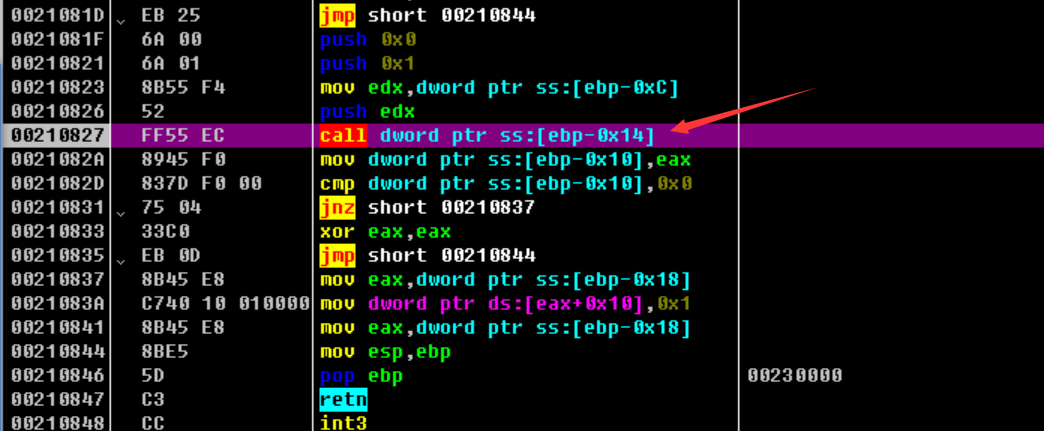 0021081D EB 25 jmp short 00210844
0021081F 6A 00 push 0x0
00210821 6A 01 push 0x1
00210823 8B55 F4 mov edx,dword ptr ss:[ebp-0xC]
00210826 52 push edx
00210827 FF55 EC call dword ptr ss:[ebp-0x14]
0021082A 8945 F0 mov dword ptr ss:[ebp-0x10],eax
0021082D 837D F0 00 cmp dword ptr ss:[ebp-0x10],0x0
00210831 75 04 jnz short 00210837
00210833 33C0 xor eax,eax
00210835 EB 0D jmp short 00210844
00210837 8B45 E8 mov eax,dword ptr ss:[ebp-0x18]
0021083A C740 10 010000 mov dword ptr ds:[eax+0x10],0x1
00210841 8B45 E8 mov eax,dword ptr ss:[ebp-0x18]
00210844 8BE5 mov esp,ebp
00210846 5D pop ebp 00230000
00210847 C3 retn
00210848 CC int3